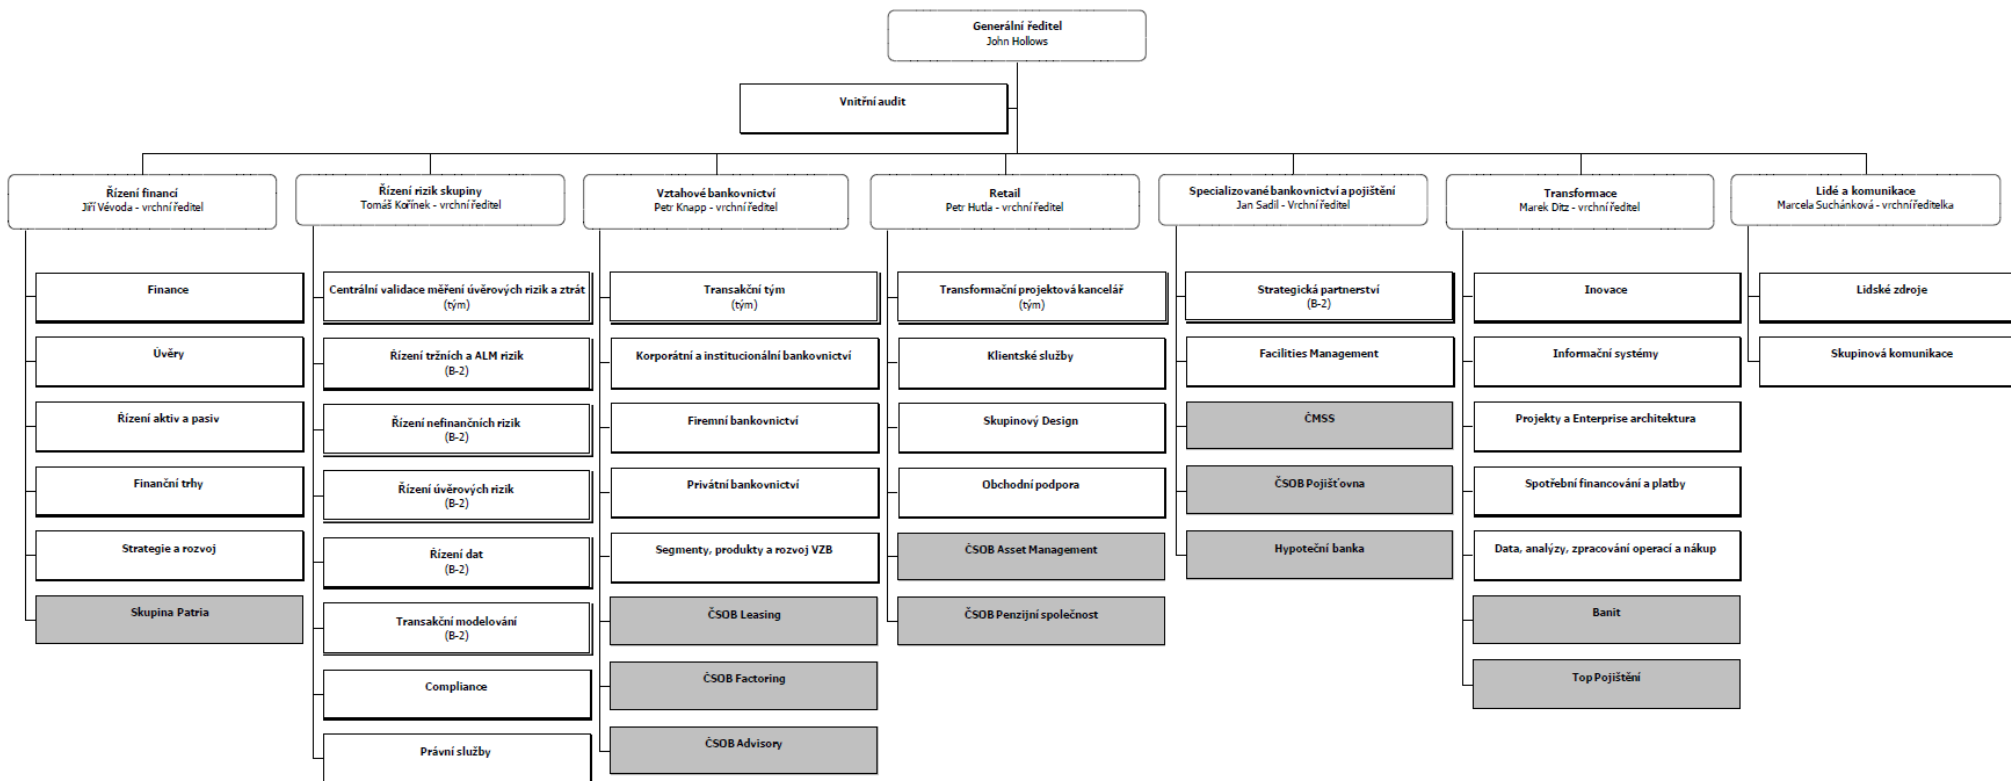 Generální ředitel
John Hollows
Vnitřní audit
Řízení financí
Jiří Vévoda - vrchní ředitel
Řízení rizik skupiny
Tomáš Kořínek - vrchní ředitel
Vztahové bankovnictví
Petr Knapp - vrchní ředitel
Retail
Petr Hutla - vrchní ředitel
Specializované bankovnictví a pojištění
Jan Sadil - Vrchní ředitel
Transformace
Marek Ditz - vrchní ředitel
Lidé a komunikace
Marcela Suchánková - vrchní ředitelka
Finance
Úvěry
Řízení aktiv a pasiv
Finanční trhy
Strategie a rozvoj
Skupina Patria
Centrální validace měření úvěrových rizik a ztrát
(tým)
Řízení tržních a ALM rizik
(B-2)
Řízení nefinančních rizik
(B-2)
Řízení úvěrových rizik
(B-2)
Řízení dat
(B-2)
Transakční modelování
(B-2)
Compliance
Právní služby
Transakční tým
(tým)
Korporátní a institucionální bankovnictví
Firemní bankovnictví
Privátní bankovnictví
Segmenty, produkty a rozvoj VZB
ČSOB Leasing
ČSOB Factoring
ČSOB Advisory
Transformační projektová kancelář
(tým)
Klientské služby
Skupinový Design
Obchodní podpora
ČSOB Asset Management
ČSOB Penzijní společnost
Strategická partnerství
(B-2)
Facilities Management
ČMSS
ČSOB Pojišťovna
Hypoteční banka
Inovace
Informační systémy
Projekty a Enterprise architektura
Spotřební financování a platby
Data, analýzy, zpracování operací a nákup
Banit
Top Pojištění
Lidské zdroje
Skupinová komunikace